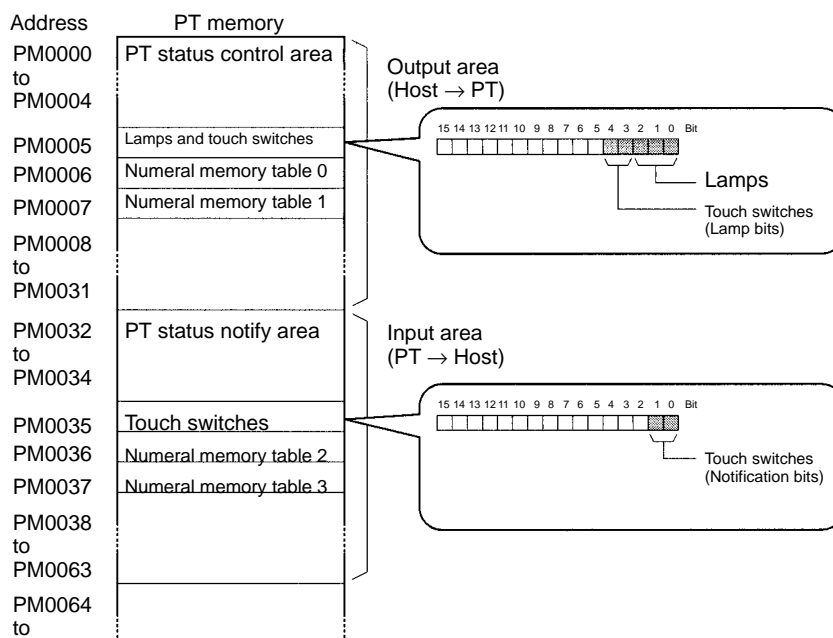 Address PT memory
PM0000
to
PM0004
PT status control area
Output area
(Host → PT)
PM0005
Lamps and touch switches
15 14 13 12 11 10 9 8 7 6 5 4 3 2 1 0 Bit
Lamps
Touch switches
(Lamp bits)
PM0006
Numeral memory table 0
PM0007
Numeral memory table 1
PM0008
to
PM0031
PM0032
to
PM0034
PT status notify area
Input area
(PT → Host)
PM0035
Touch switches
15 14 13 12 11 10 9 8 7 6 5 4 3 2 1 0 Bit
Touch switches
(Notification bits)
PM0036
Numeral memory table 2
PM0037
Numeral memory table 3
PM0038
to
PM0063
PM0064
to